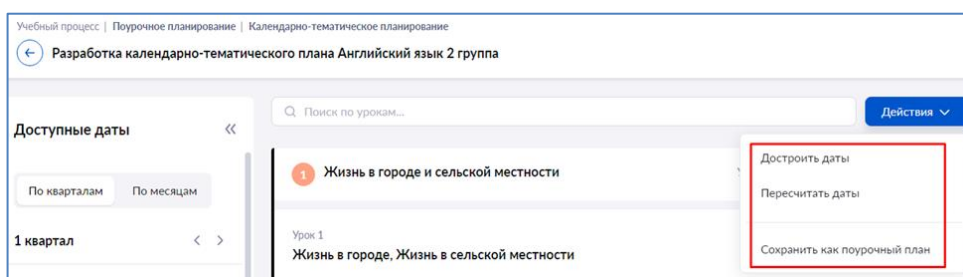 Учебный процесс | Поурочное планирование | Календарно-тематическое планирование
Разработка календарно-тематического плана Английский язык 2 группа
Поиск по урокам...
Действия
Доступные даты
Достроить даты
1 Жизнь в городе и сельской местности
По кварталам По месяцам
Пересчитать даты
1 квартал
Урок 1
Сохранить как поурочный план
Жизнь в городе, Жизнь в сельской местности